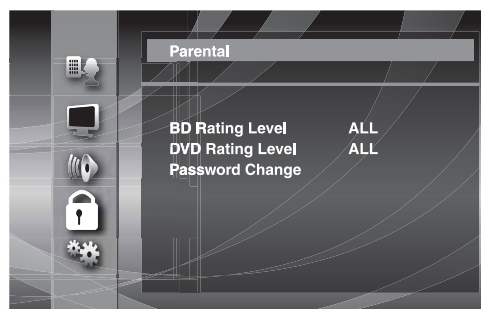 Parental
BD Rating Level ALL
DVD Rating Level ALL
Password Change